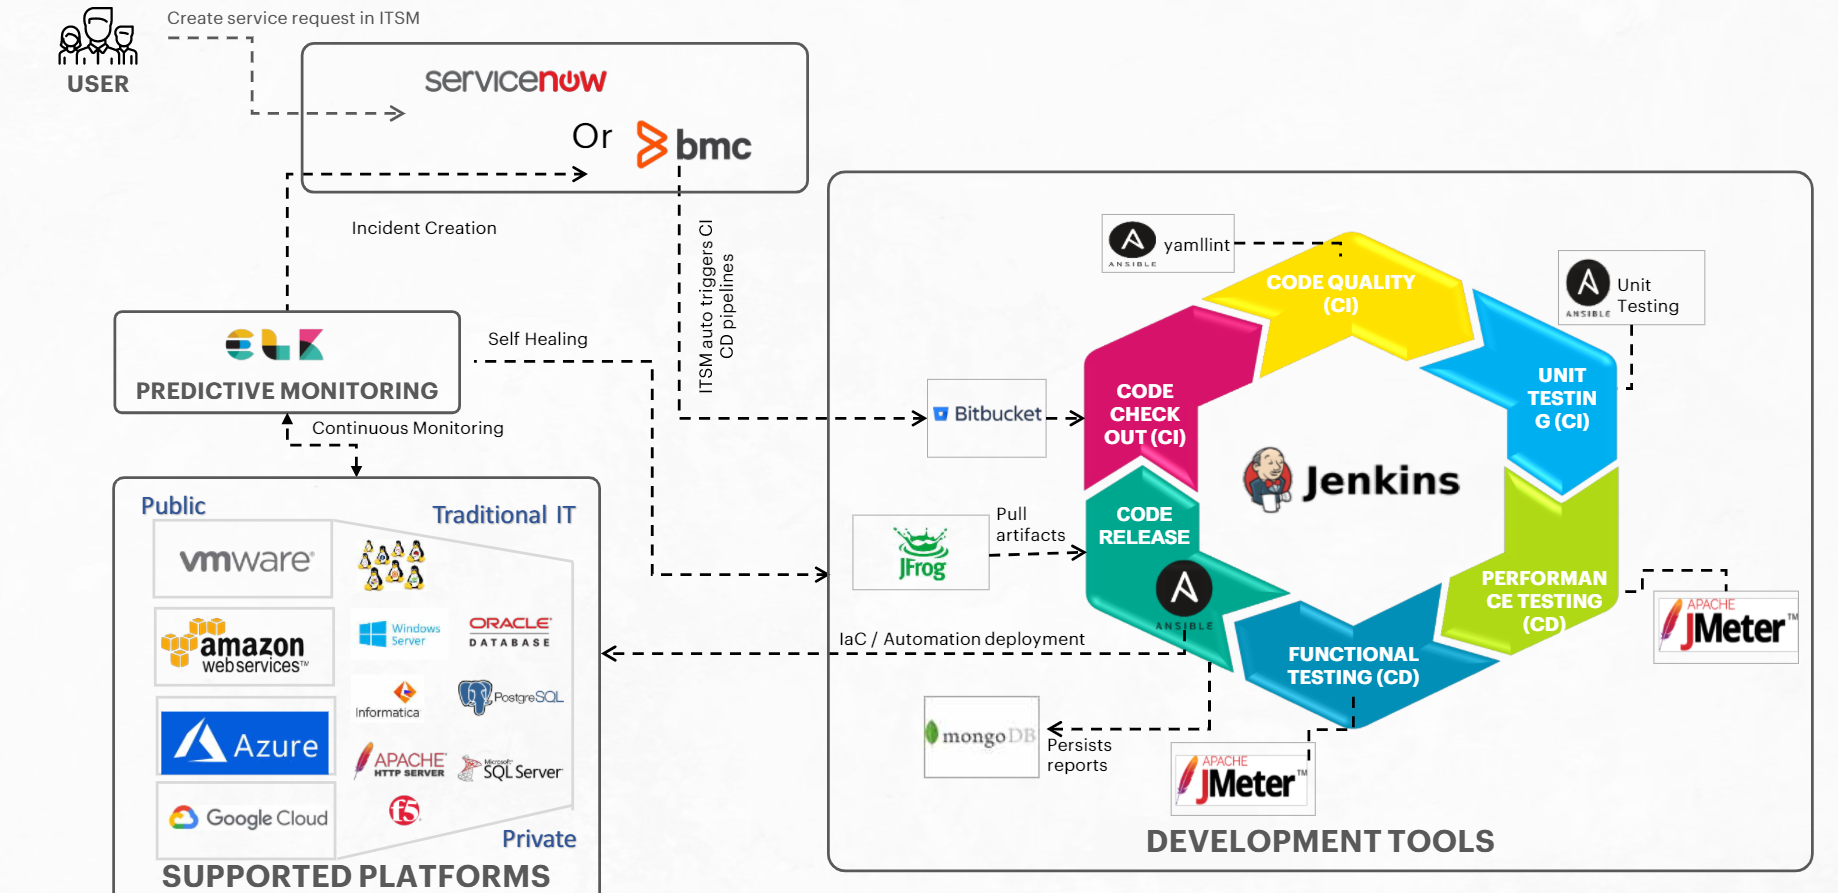 Create service request in ITSM
USER
servicenow
Or
bmc
Incident Creation
ITSM auto triggers CI
CD pipelines
PREDICTIVE MONITORING
Self Healing
Continuous Monitoring
Public
Traditional IT
vmware®
amazon
webservices™
Azure
Google Cloud
Windows
Server
ORACLE®
DATABASE
Informatica
PostgreSQL
APACHE
HTTP SERVER
Microsoft
SQL Server
f5
Private
SUPPORTED PLATFORMS
ANSIBLE
yamllint
CODE QUALITY
(CI)
ANSIBLE
Unit
Testing
UNIT
TESTIN
G (CI)
CODE
CHECK
OUT (CI)
Bitbucket
Jenkins
CODE
RELEASE
Pull
artifacts
JFrog
ANSIBLE
PERFORMAN
CE TESTING
(CD)
APACHE
JMeter™
IaC / Automation deployment
FUNCTIONAL
TESTING (CD)
mongoDB
Persists
reports
APACHE
JMeter™
DEVELOPMENT TOOLS